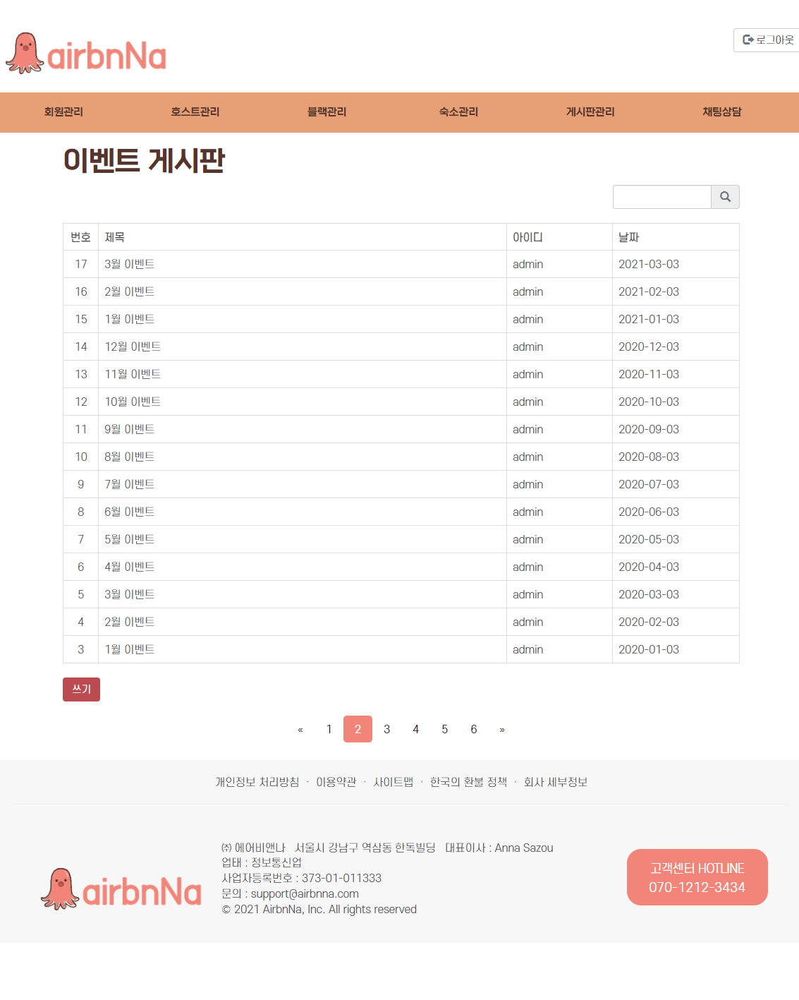 airbnNa
로그아웃
회원관리 호스트관리 블랙관리 숙소관리 게시판관리 채팅상담
이벤트 게시판
번호 제목 아이디 날짜
17 3월 이벤트 admin 2021-03-03
16 2월 이벤트 admin 2021-02-03
15 1월 이벤트 admin 2021-01-03
14 12월 이벤트 admin 2020-12-03
13 11월 이벤트 admin 2020-11-03
12 10월 이벤트 admin 2020-10-03
11 9월 이벤트 admin 2020-09-03
10 8월 이벤트 admin 2020-08-03
9 7월 이벤트 admin 2020-07-03
8 6월 이벤트 admin 2020-06-03
7 5월 이벤트 admin 2020-05-03
6 4월 이벤트 admin 2020-04-03
5 3월 이벤트 admin 2020-03-03
4 2월 이벤트 admin 2020-02-03
3 1월 이벤트 admin 2020-01-03
쓰기
« 1 2 3 4 5 6 »
개인정보 처리방침 · 이용약관 · 사이트맵 · 한국의 환불 정책 · 회사 세부정보
airbnNa
㈜ 에어비앤나 서울시 강남구 역삼동 한독빌딩 대표이사 : Anna Sazou
업태 : 정보통신업
사업자등록번호 : 373-01-011333
문의 : support@airbnna.com
© 2021 AirbnNa, Inc. All rights reserved
고객센터 HOTLINE
070-1212-3434